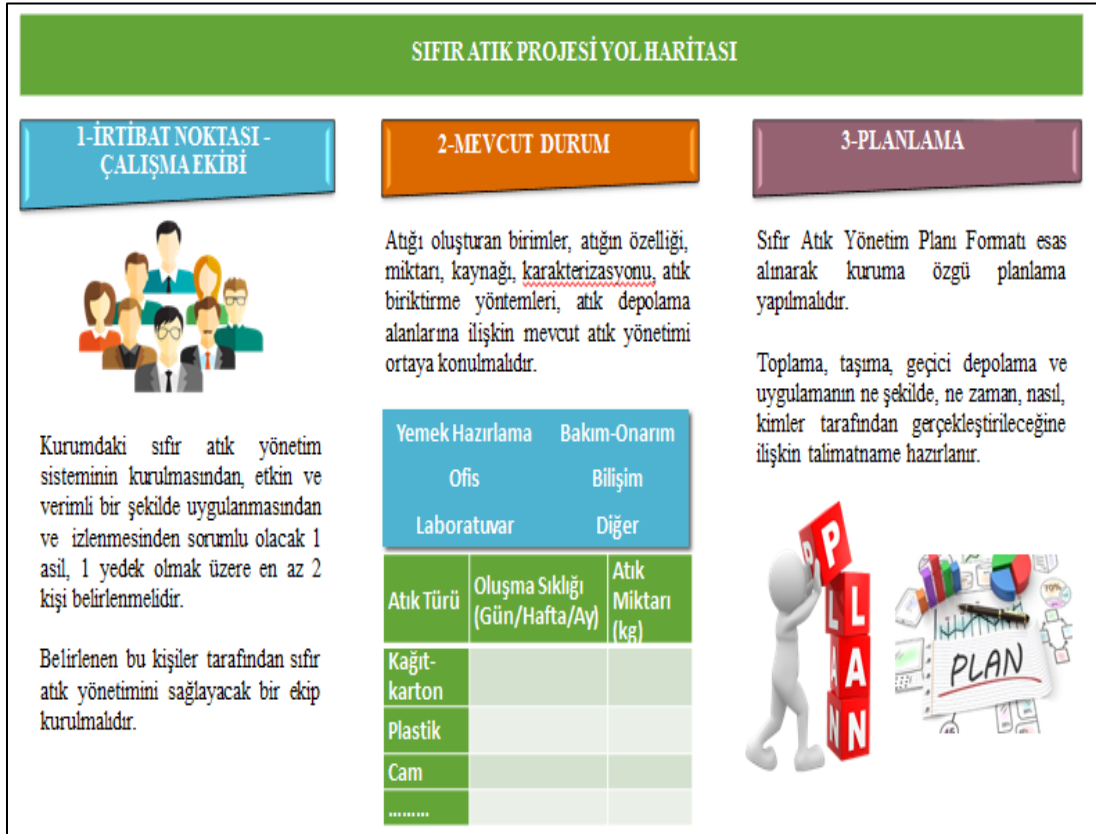 SIFIR ATIK PROJESİ YOL HARİTASI
1-İRTİBAT NOKTASI –
ÇALIŞMA EKİBİ
Kurumdaki sıfır atık yönetim
sisteminin kurulmasından, etkin ve
verimli bir şekilde uygulanmasından
ve izlenmesinden sorumlu olacak 1
asil, 1 yedek olmak üzere en az 2
kişi belirlenmelidir.
Belirlenen bu kişiler tarafından sıfır
atık yönetimini sağlayacak bir ekip
kurulmalıdır.
2-MEVCUT DURUM
Atığı oluşturan birimler, atığın özelliği,
miktarı, kaynağı, karakterizasyonu, atık
biriktirme yöntemleri, atık depolama
alanlarına ilişkin mevcut atık yönetimi
ortaya konulmalıdır.
Yemek Hazırlama Bakım-Onarım
Ofis Bilişim
Laboratuvar Diğer
Atık Türü
Oluşma Sıklığı
(Gün/Hafta/Ay)
Atık
Miktarı
(kg)
Kağıt-
karton
Plastik
Cam
.........
3-PLANLAMA
Sıfır Atık Yönetim Planı Formatı esas
alınarak kuruma özgü planlama
yapılmalıdır.
Toplama, taşıma, geçici depolama ve
uygulamanın ne şekilde, ne zaman, nasıl,
kimler tarafından gerçekleştirileceğine
ilişkin talimatname hazırlanır.
PLAN
PLAN
70%